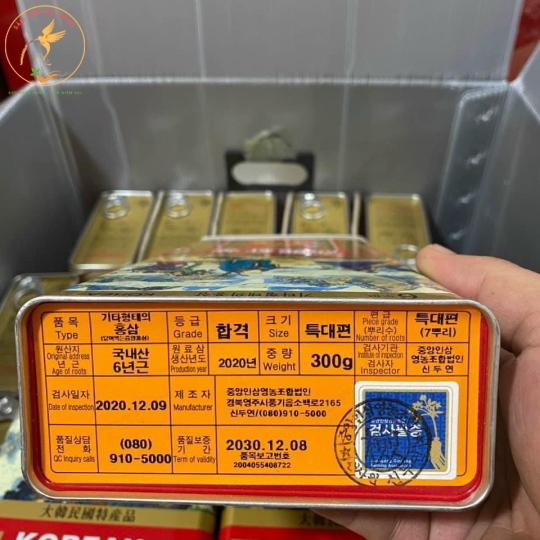 품 목
Type
기타형태의
홍삼
등 급
Grade
합격
크 기
Size
특대편
편 급
Piece grade
(뿌리수)
Number of roots
특대편
(7뿌리)
원산지
Original address
년 근
Age of roots
국내산
6년근
원 료 삼
생산년도
Production year
2020년
중 량
Weight
300g
검사기관
Institute of inspection
검사자
Inspector
중앙인삼
영농조합법인
신 두 연
검사일자
Date of inspection
2020.12.09
제 조 자
Manufacturer
중앙인삼영농조합법인
경북영주시풍기읍소백로2165
신두연/(080)910-5000
품질상담
전 화
QC Inquiry calls
(080)
910-5000
품질보증
기 간
Term of validity
2030.12.08
품목보고번호
2004055408722
검사필증
大韓民國特産品
KOREAN